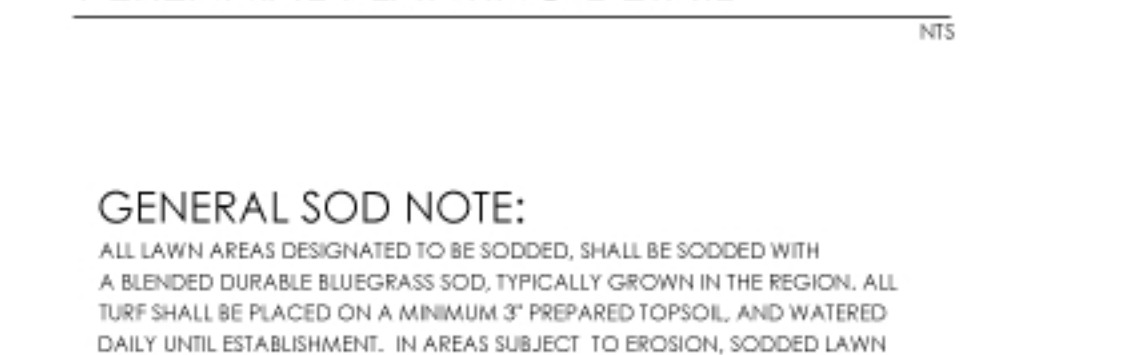 NTS
GENERAL SOD NOTE:
ALL LAWN AREAS DESIGNATED TO BE SODDED, SHALL BE SODDED WITH
A BLENDED DURABLE BLUEGRASS SOD, TYPICALLY GROWN IN THE REGION. ALL
TURF SHALL BE PLACED ON A MINIMUM 3" PREPARED TOPSOIL, AND WATERED
DAILY UNTIL ESTABLISHMENT. IN AREAS SUBJECT TO EROSION, SODDED LAWN